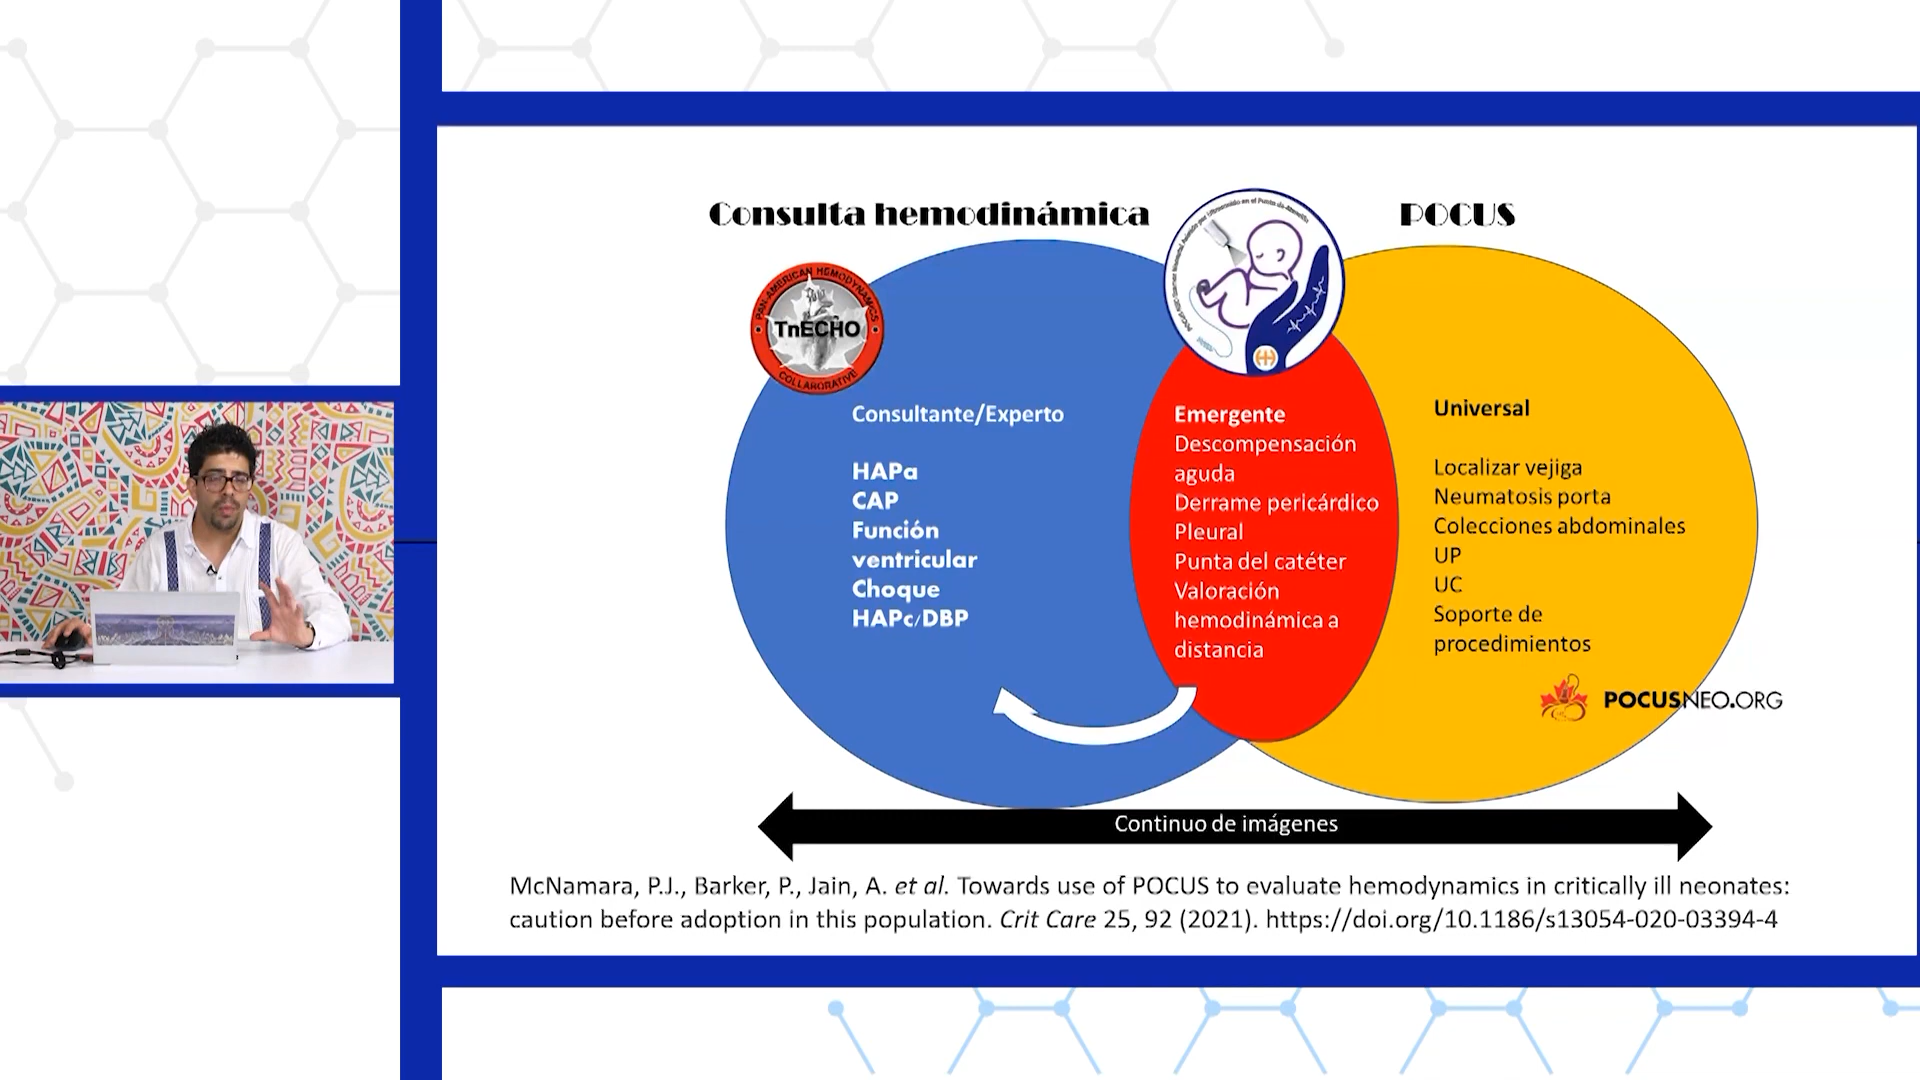 Consulta hemodinámica
POCUS
PAN-AMERICAN HEMODYNAMICS
TnECHO
COLLABORATIVE
Consultante/Experto
HAPa
CAP
Función
ventricular
Choque
HAPc/DBP
Emergente
Descompensación
aguda
Derrame pericárdico
Pleural
Punta del catéter
Valoración
hemodinámica a
distancia
Universal
Localizar vejiga
Neumatosis porta
Colecciones abdominales
UP
UC
Soporte de
procedimientos
POCUSNEO.ORG
Continuo de imágenes
McNamara, P.J., Barker, P., Jain, A. et al. Towards use of POCUS to evaluate hemodynamics in critically ill neonates:
caution before adoption in this population. Crit Care 25, 92 (2021). https://doi.org/10.1186/s13054-020-03394-4